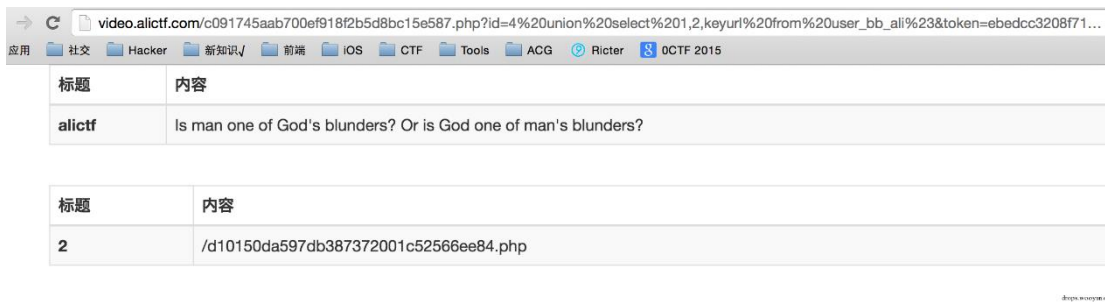 video.alictf.com/c091745aab700ef918f2b5d8bc15e587.php?id=4%20union%20select%201,2,keyurl%20from%20user_bb_ali%23&token=ebedcc3208f71...
应用 社交 Hacker 新知识√ 前端 iOS CTF Tools ACG Ricter 0CTF 2015
标题 内容
alictf Is man one of God's blunders? Or is God one of man's blunders?
标题 内容
2 /d10150da597db387372001c52566ee84.php